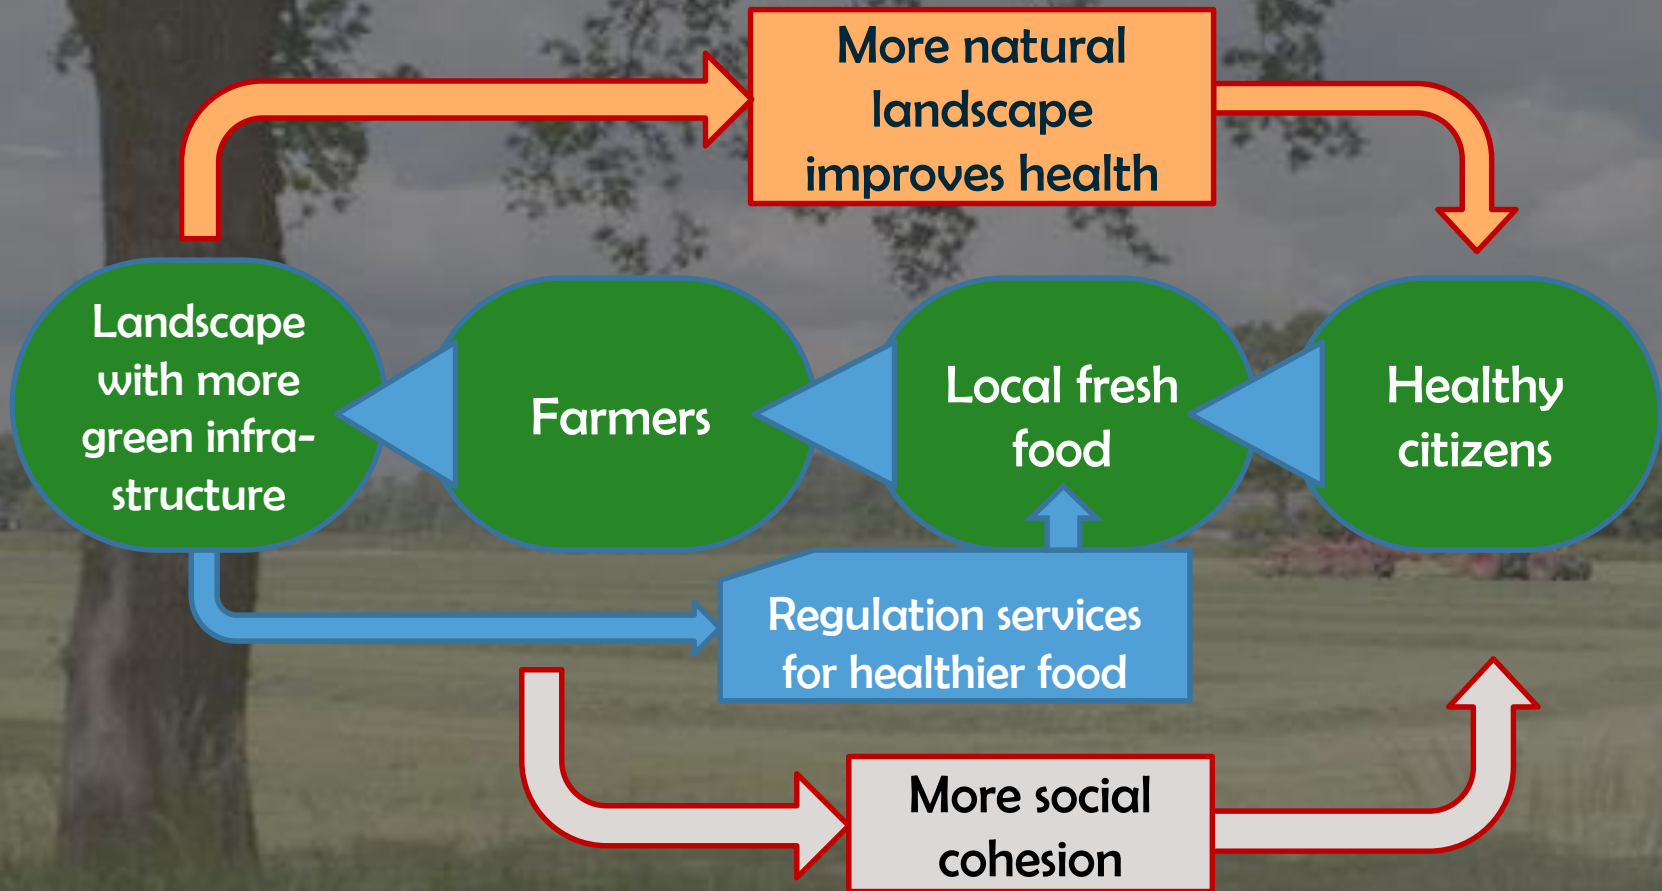 More natural
landscape
improves health
Landscape
with more
green infra-
structure
Farmers
Local fresh
food
Healthy
citizens
Regulation services
for healthier food
More social
cohesion